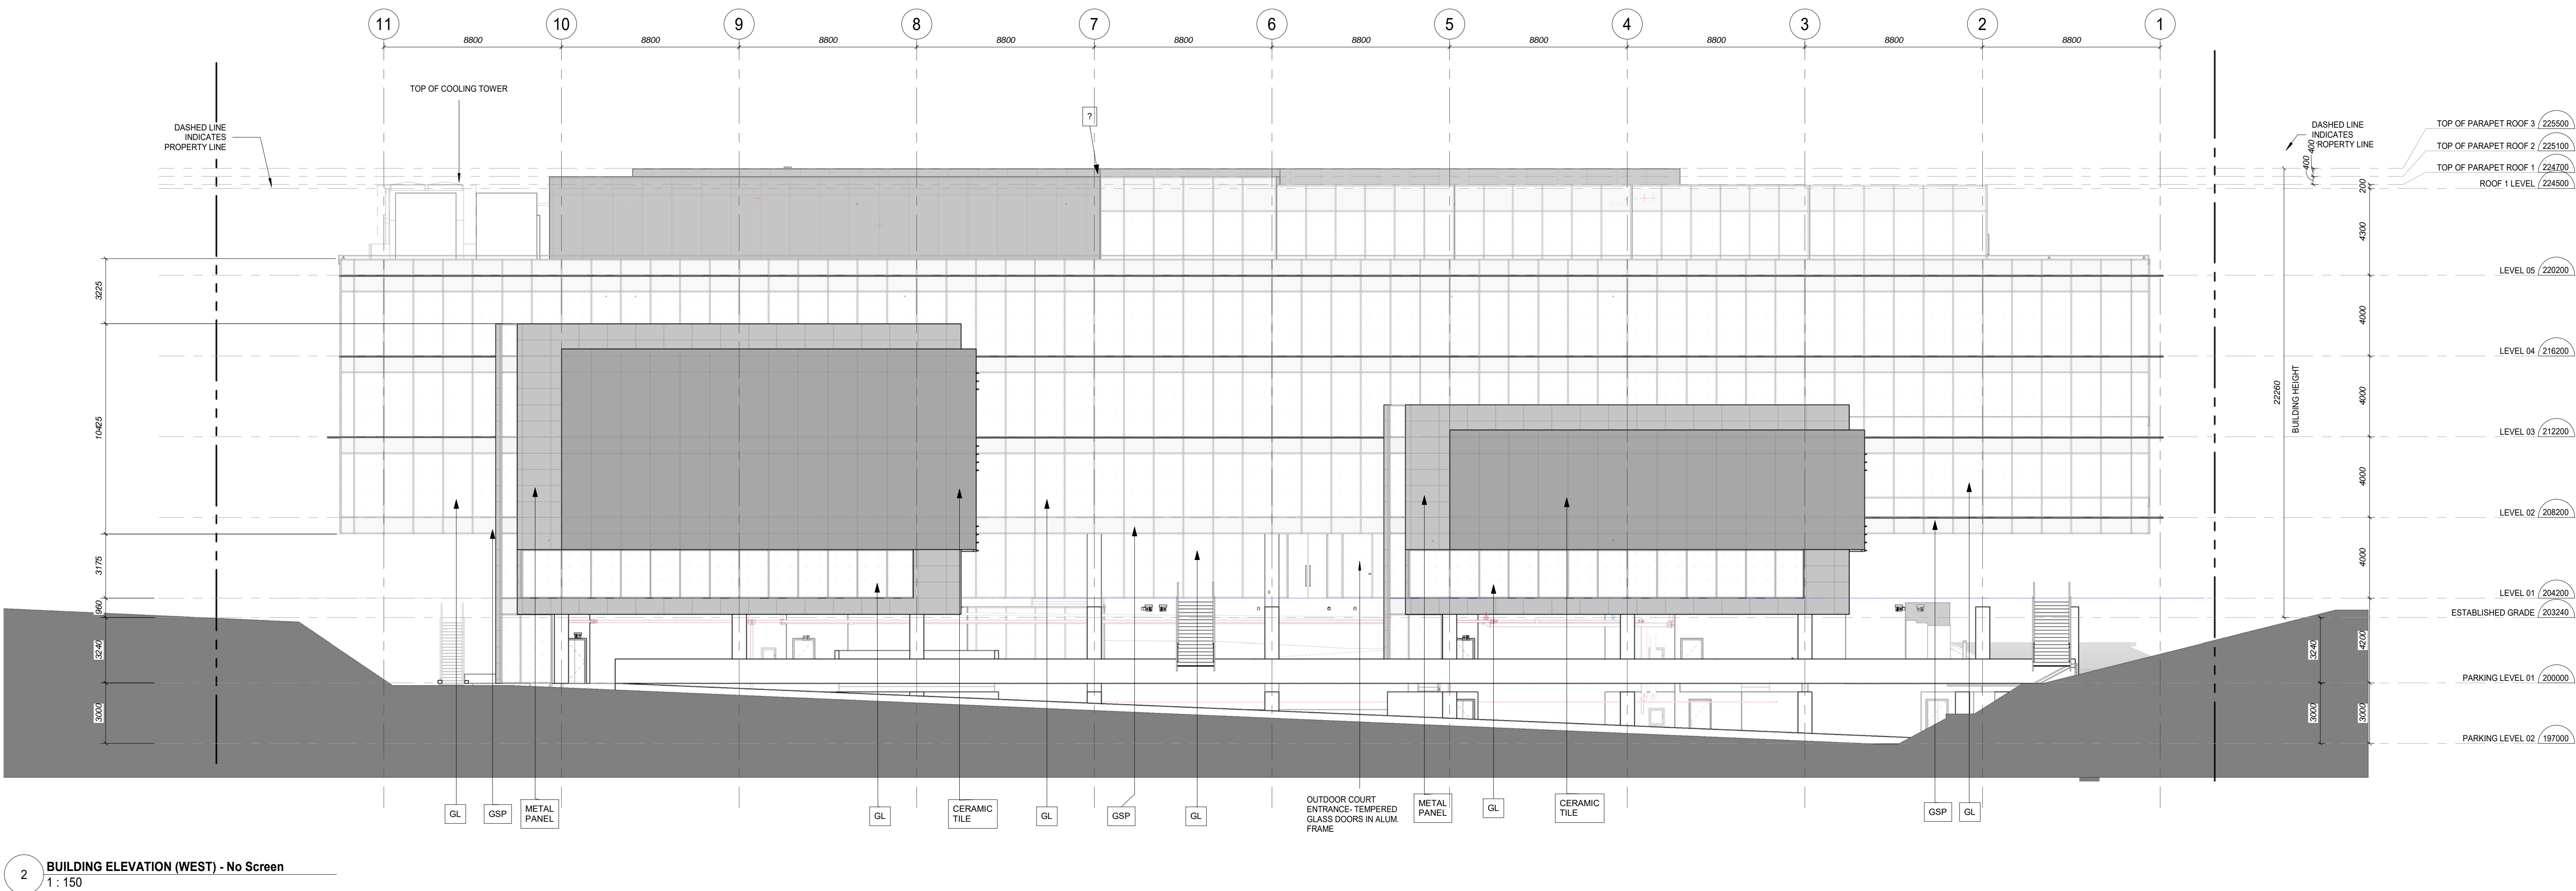 11 10 9 8 7 6 5 4 3 2 1
8800 8800 8800 8800 8800 8800 8800 8800 8800 8800
TOP OF COOLING TOWER
?
DASHED LINE
INDICATES
PROPERTY LINE
DASHED LINE
INDICATES
PROPERTY LINE
TOP OF PARAPET ROOF 3 225500
TOP OF PARAPET ROOF 2 225100
TOP OF PARAPET ROOF 1 224700
ROOF 1 LEVEL 224500
LEVEL 05 220200
LEVEL 04 216200
LEVEL 03 212200
LEVEL 02 208200
LEVEL 01 204200
ESTABLISHED GRADE 203240
PARKING LEVEL 01 200000
PARKING LEVEL 02 197000
3225
10425
3175
960
3240
3000
400
400
22260
BUILDING HEIGHT
3240
3000
200
4300
4000
4000
4000
4000
4200
3000
GL
GSP
METAL
PANEL
GL
CERAMIC
TILE
GL
GSP
GL
OUTDOOR COURT
ENTRANCE- TEMPERED
GLASS DOORS IN ALUM.
FRAME
METAL
PANEL
GL
CERAMIC
TILE
GSP
GL
2 BUILDING ELEVATION (WEST) - No Screen
1 : 150